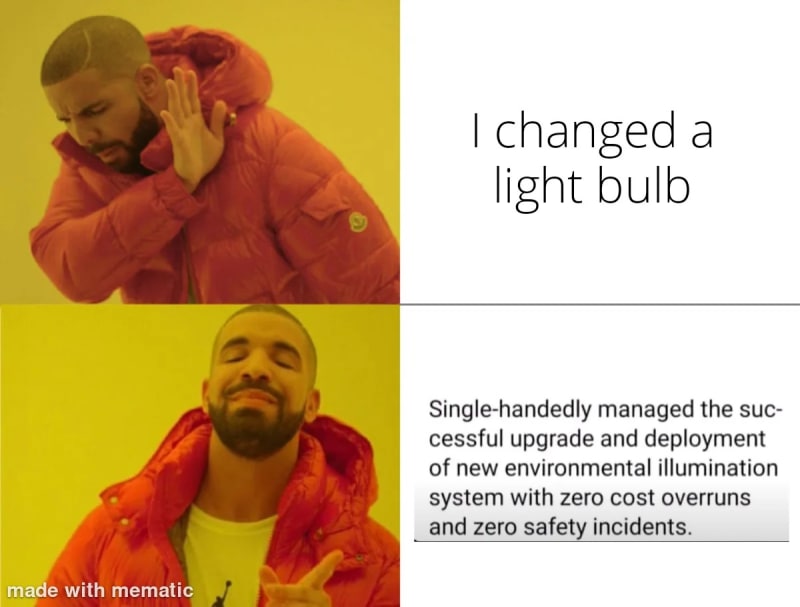 I changed a
light bulb
Single-handedly managed the suc-
cessful upgrade and deployment
of new environmental illumination
system with zero cost overruns
and zero safety incidents.
made with mematic